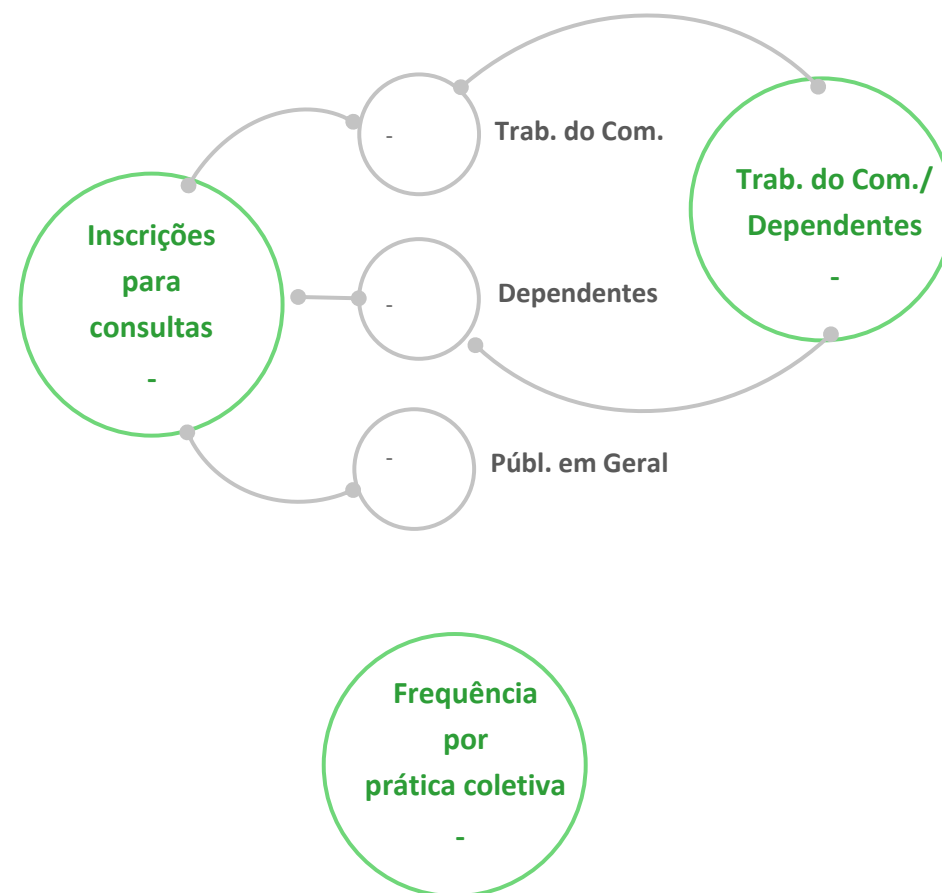 Inscrições
para
consultas
-
-
Trab. do Com.
-
Dependentes
-
Públ. em Geral
Trab. do Com./
Dependentes
-
Frequência
por
prática coletiva
-